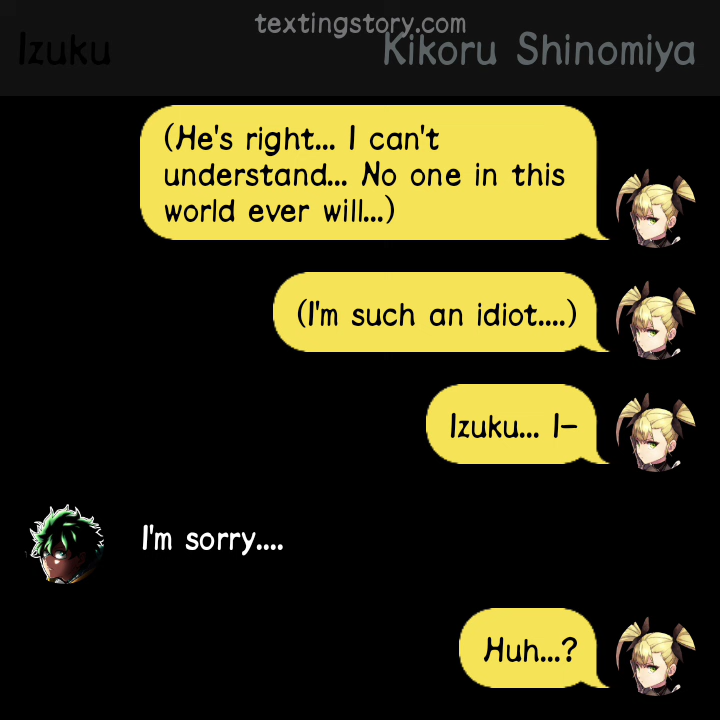 textingstory.com
Izuku
Kikoru Shinomiya
(He's right... I can't
understand... No one in this
world ever will...)
(I'm such an idiot....)
Izuku... I-
I'm sorry....
Huh...?